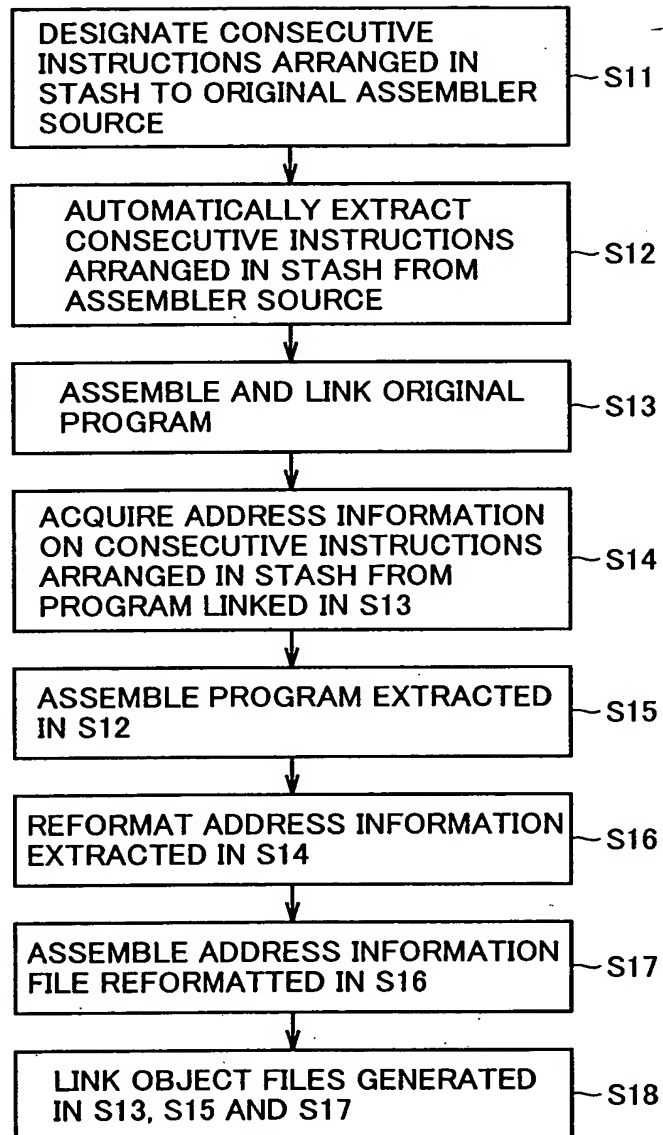 DESIGNATE CONSECUTIVE
INSTRUCTIONS ARRANGED IN
STASH TO ORIGINAL ASSEMBLER
SOURCE
S11
AUTOMATICALLY EXTRACT
CONSECUTIVE INSTRUCTIONS
ARRANGED IN STASH FROM
ASSEMBLER SOURCE
S12
ASSEMBLE AND LINK ORIGINAL
PROGRAM
S13
ACQUIRE ADDRESS INFORMATION
ON CONSECUTIVE INSTRUCTIONS
ARRANGED IN STASH FROM
PROGRAM LINKED IN S13
S14
ASSEMBLE PROGRAM EXTRACTED
IN S12
S15
REFORMAT ADDRESS INFORMATION
EXTRACTED IN S14
S16
ASSEMBLE ADDRESS INFORMATION
FILE REFORMATTED IN S16
S17
LINK OBJECT FILES GENERATED
IN S13, S15 AND S17
S18